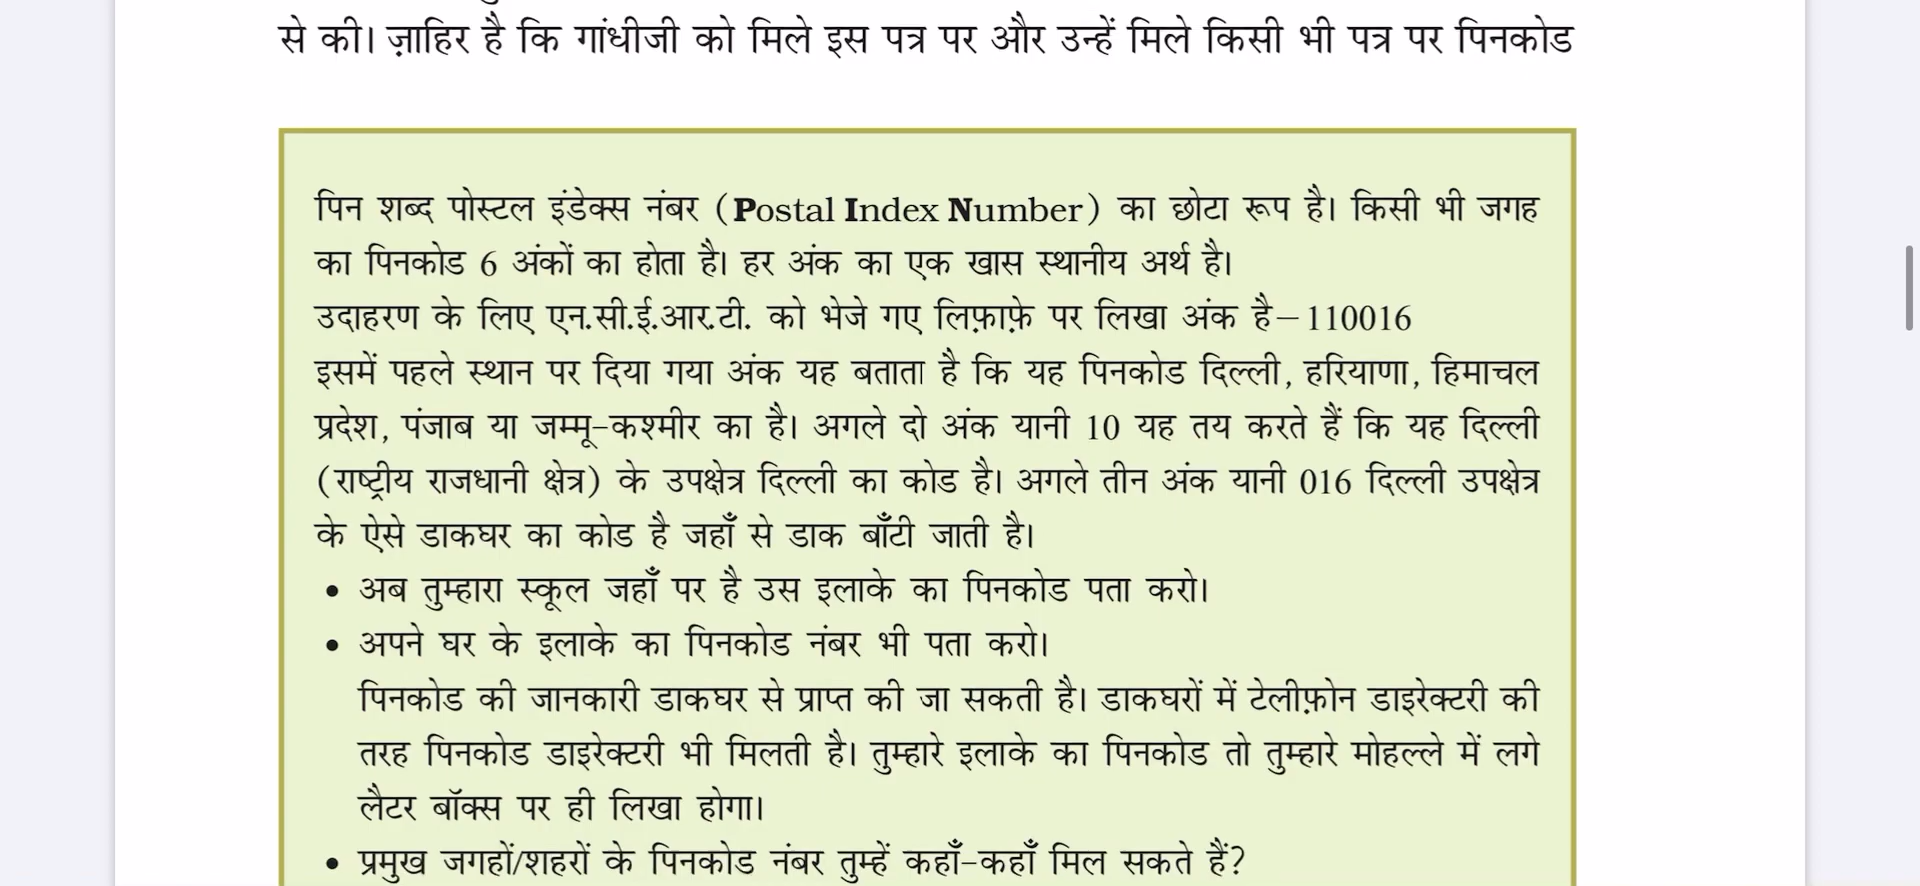 से की। ज़ाहिर है कि गांधीजी को मिले इस पत्र पर और उन्हें मिले किसी भी पत्र पर पिनकोड
पिन शब्द पोस्टल इंडेक्स नंबर (Postal Index Number) का छोटा रूप है। किसी भी जगह
का पिनकोड 6 अंकों का होता है। हर अंक का एक खास स्थानीय अर्थ है।
उदाहरण के लिए एन.सी.ई.आर.टी. को भेजे गए लिफ़ाफ़े पर लिखा अंक है–110016
इसमें पहले स्थान पर दिया गया अंक यह बताता है कि यह पिनकोड दिल्ली, हरियाणा, हिमाचल
प्रदेश, पंजाब या जम्मू-कश्मीर का है। अगले दो अंक यानी 10 यह तय करते हैं कि यह दिल्ली
(राष्ट्रीय राजधानी क्षेत्र) के उपक्षेत्र दिल्ली का कोड है। अगले तीन अंक यानी 016 दिल्ली उपक्षेत्र
के ऐसे डाकघर का कोड है जहाँ से डाक बाँटी जाती है।
• अब तुम्हारा स्कूल जहाँ पर है उस इलाके का पिनकोड पता करो।
• अपने घर के इलाके का पिनकोड नंबर भी पता करो।
पिनकोड की जानकारी डाकघर से प्राप्त की जा सकती है। डाकघरों में टेलीफ़ोन डाइरेक्टरी की
तरह पिनकोड डाइरेक्टरी भी मिलती है। तुम्हारे इलाके का पिनकोड तो तुम्हारे मोहल्ले में लगे
लैटर बॉक्स पर ही लिखा होगा।
• प्रमुख जगहों/शहरों के पिनकोड नंबर तुम्हें कहाँ-कहाँ मिल सकते हैं?